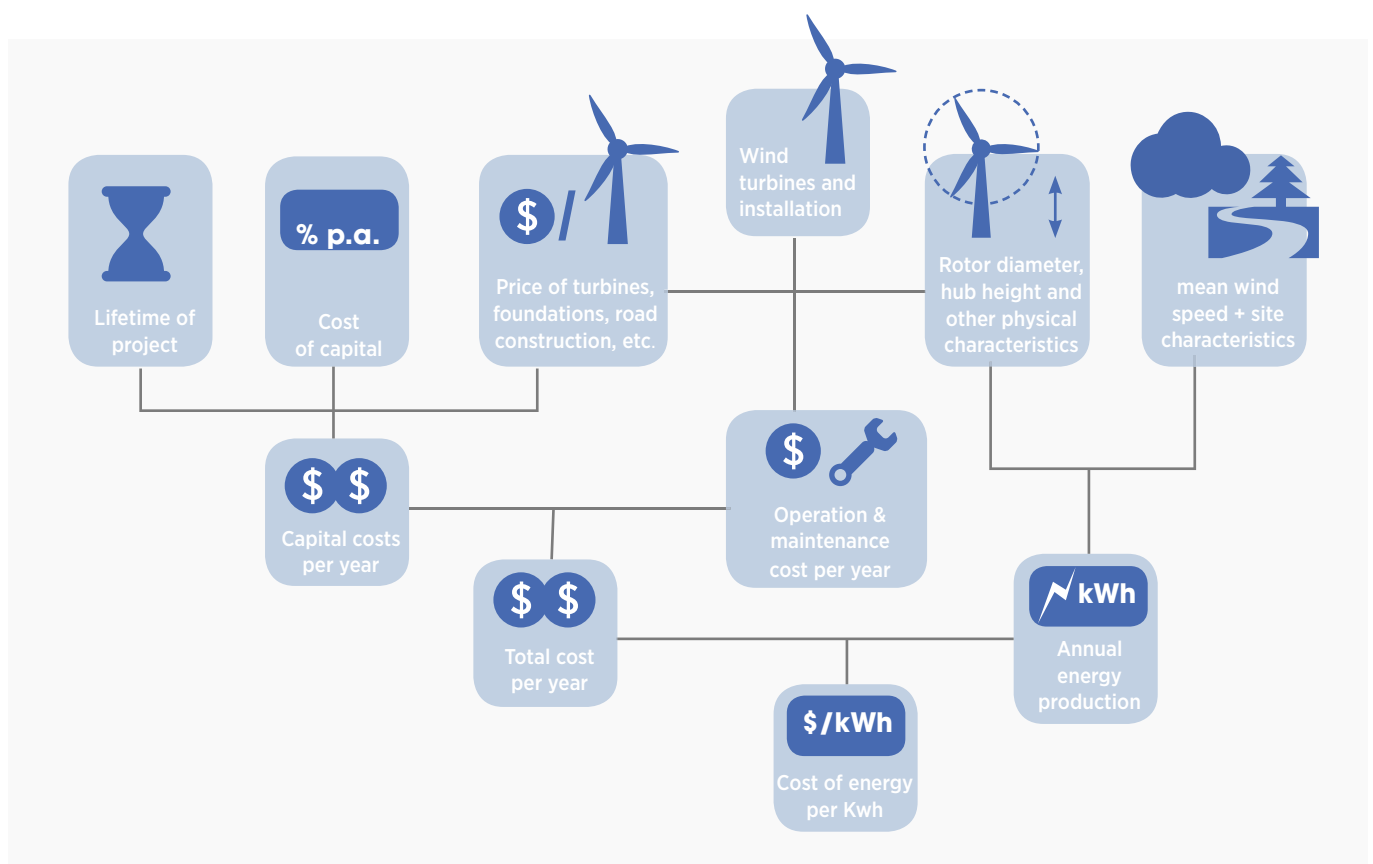 Wind
turbines and
installation
% p.a.
Lifetime of
project
Cost
of capital
$/
Price of turbines,
foundations, road
construction, etc.
Rotor diameter,
hub height and
other physical
characteristics
mean wind
speed + site
characteristics
$ $
Capital costs
per year
$
Operation &
maintenance
cost per year
$ $
Total cost
per year
kWh
Annual
energy
production
$/kWh
Cost of energy
per Kwh